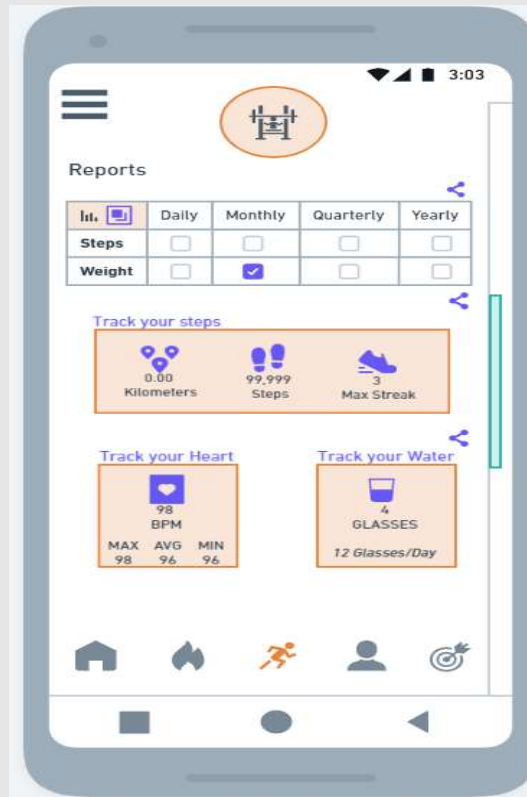 3:03
Reports
Daily Monthly Quarterly Yearly
Steps
Weight
Track your steps
0.00 99,999 3
Kilometers Steps Max Streak
Track your Heart Track your Water
98 4
BPM GLASSES
MAX AVG MIN
98 96 96
12 Glasses/Day